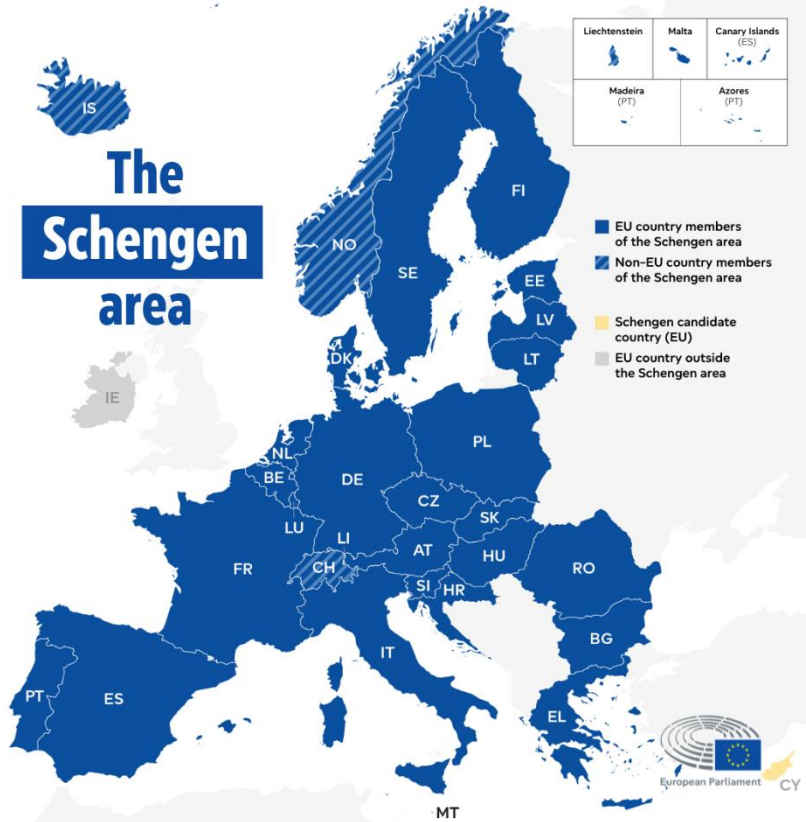 The
Schengen
area
Liechtenstein
Malta
Canary Islands
(ES)
Madeira
(PT)
Azores
(PT)
EU country members
of the Schengen area
Non-EU country members
of the Schengen area
Schengen candidate
country (EU)
EU country outside
the Schengen area
IS
NO
SE
FI
EE
LV
LT
DK
IE
NL
BE
DE
PL
LU
CZ
SK
LI
FR
CH
AT
HU
RO
SI
HR
BG
IT
PT
ES
EL
MT
European Parliament
CY